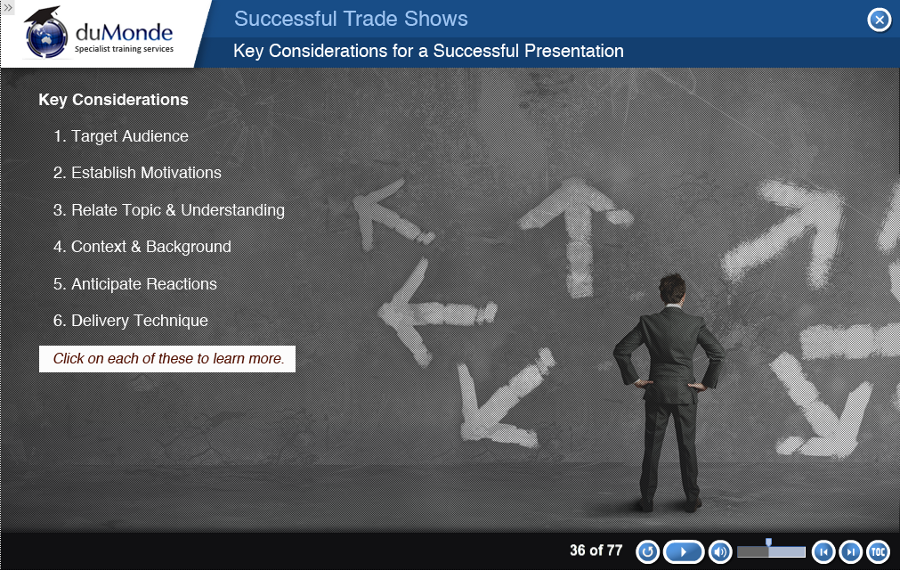 duMonde
Specialist training services
Successful Trade Shows
Key Considerations for a Successful Presentation
Key Considerations
1. Target Audience
2. Establish Motivations
3. Relate Topic & Understanding
4. Context & Background
5. Anticipate Reactions
6. Delivery Technique
Click on each of these to learn more.
36 of 77
TOC